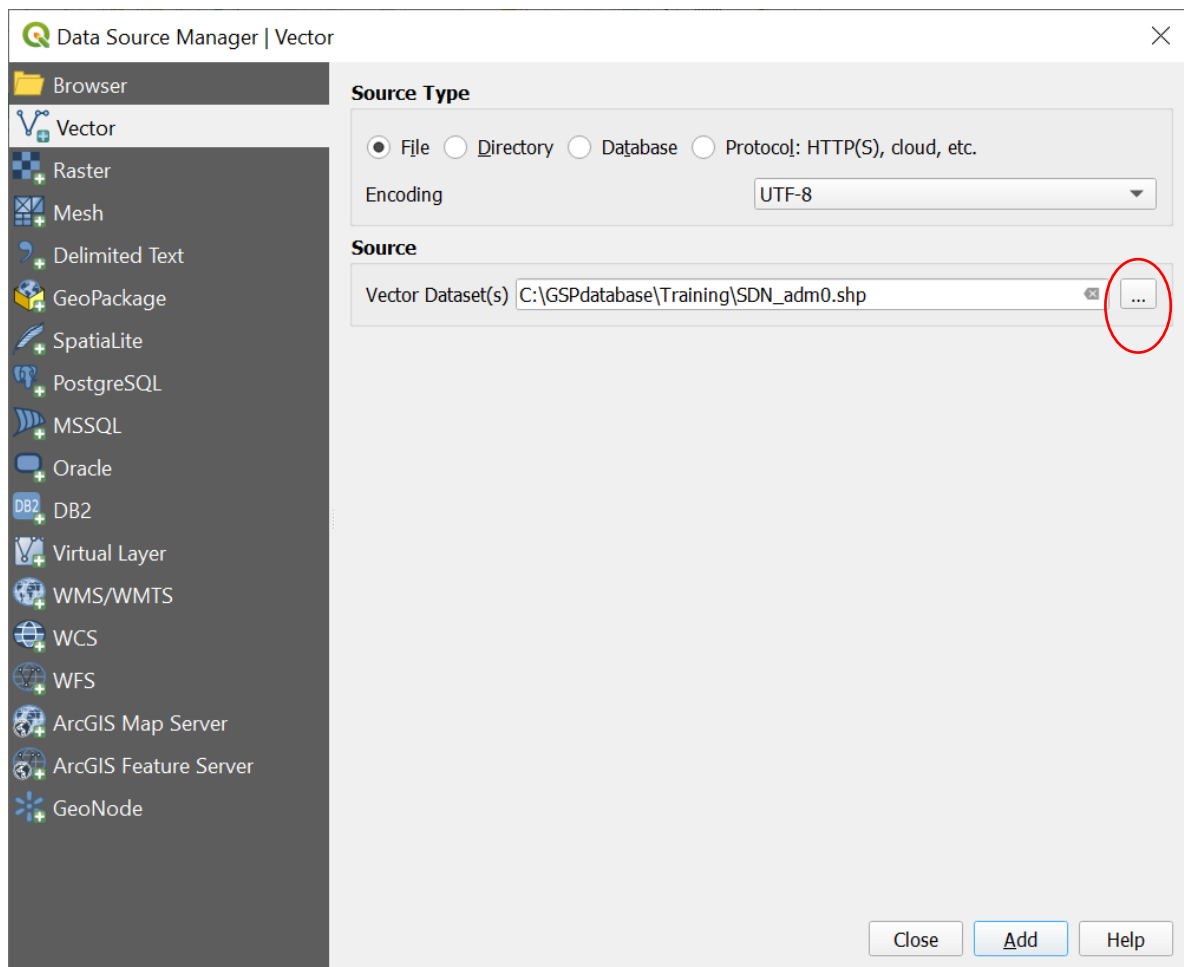 Data Source Manager | Vector
Browser
Vector
Raster
Mesh
Delimited Text
GeoPackage
SpatiaLite
PostgreSQL
MSSQL
Oracle
DB2 DB2
Virtual Layer
WMS/WMTS
WCS
WFS
ArcGIS Map Server
ArcGIS Feature Server
GeoNode
Source Type
File Directory Database Protocol: HTTP(S), cloud, etc.
Encoding UTF-8
Source
Vector Dataset(s) C:\GSPdatabase\Training\SDN_adm0.shp ...
Close Add Help